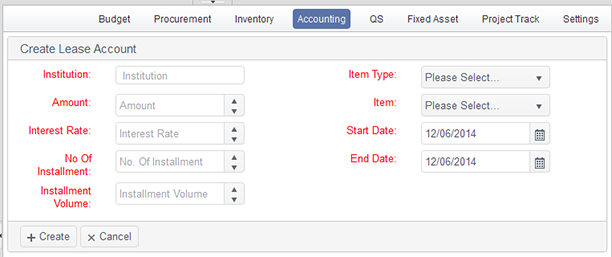 Budget Procurement Inventory Accounting QS Fixed Asset Project Track Settings
Create Lease Account
Institution: Institution
Item Type: Please Select...
Amount: Amount
Item: Please Select...
Interest Rate: Interest Rate
Start Date: 12/06/2014
No Of
Installment: No. Of Installment
End Date: 12/06/2014
Installment
Volume: Installment Volume
Create Cancel